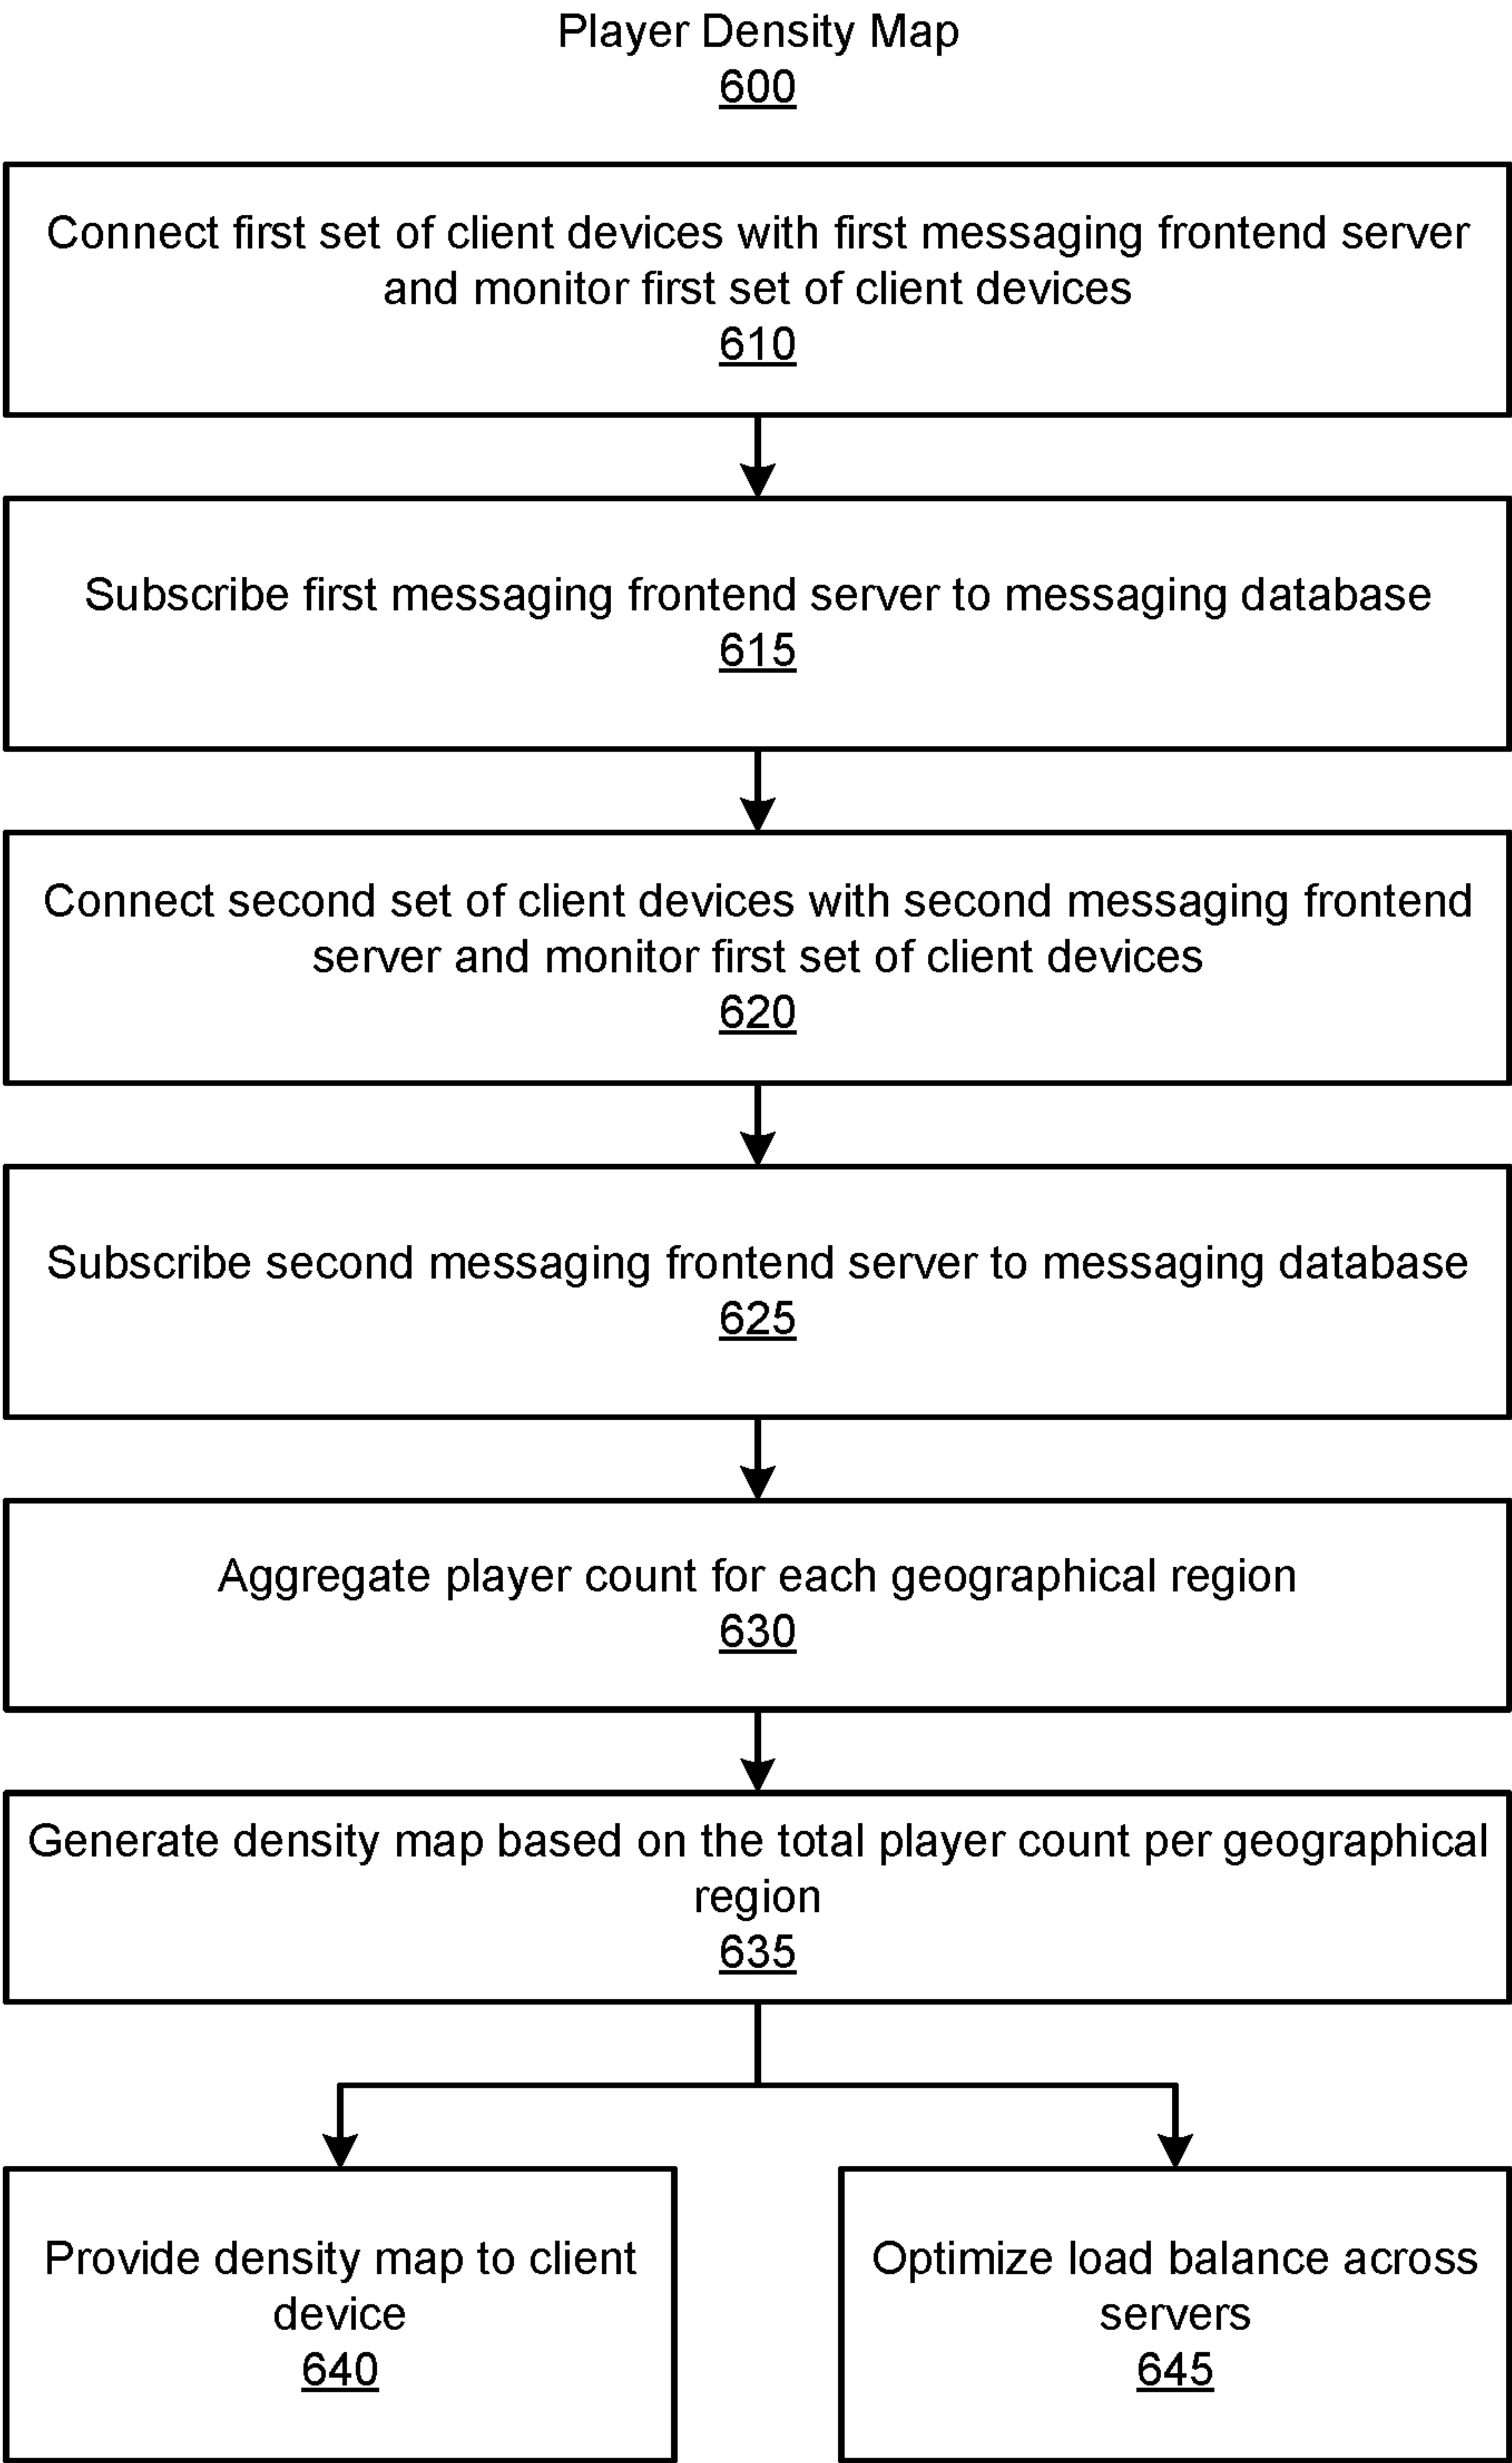 Player Density Map
600
Connect first set of client devices with first messaging frontend server
and monitor first set of client devices
610
Subscribe first messaging frontend server to messaging database
615
Connect second set of client devices with second messaging frontend
server and monitor first set of client devices
620
Subscribe second messaging frontend server to messaging database
625
Aggregate player count for each geographical region
630
Generate density map based on the total player count per geographical
region
635
Provide density map to client
device
640
Optimize load balance across
servers
645